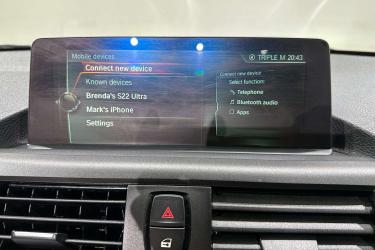 Mobile devices
TRIPLE M 20:43
Connect new device
Known devices
Brenda's S22 Ultra
Mark's iPhone
Settings
Connect new device
Select function:
Telephone
Bluetooth audio
Apps